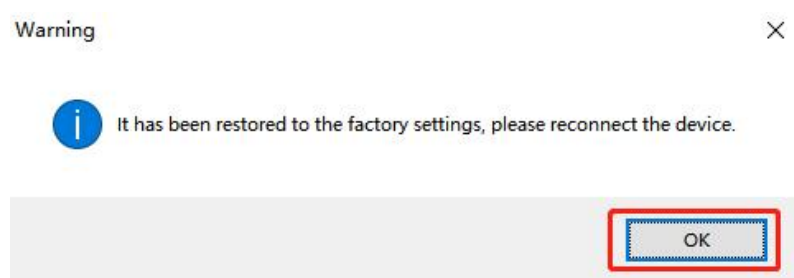 Warning
It has been restored to the factory settings, please reconnect the device.
OK